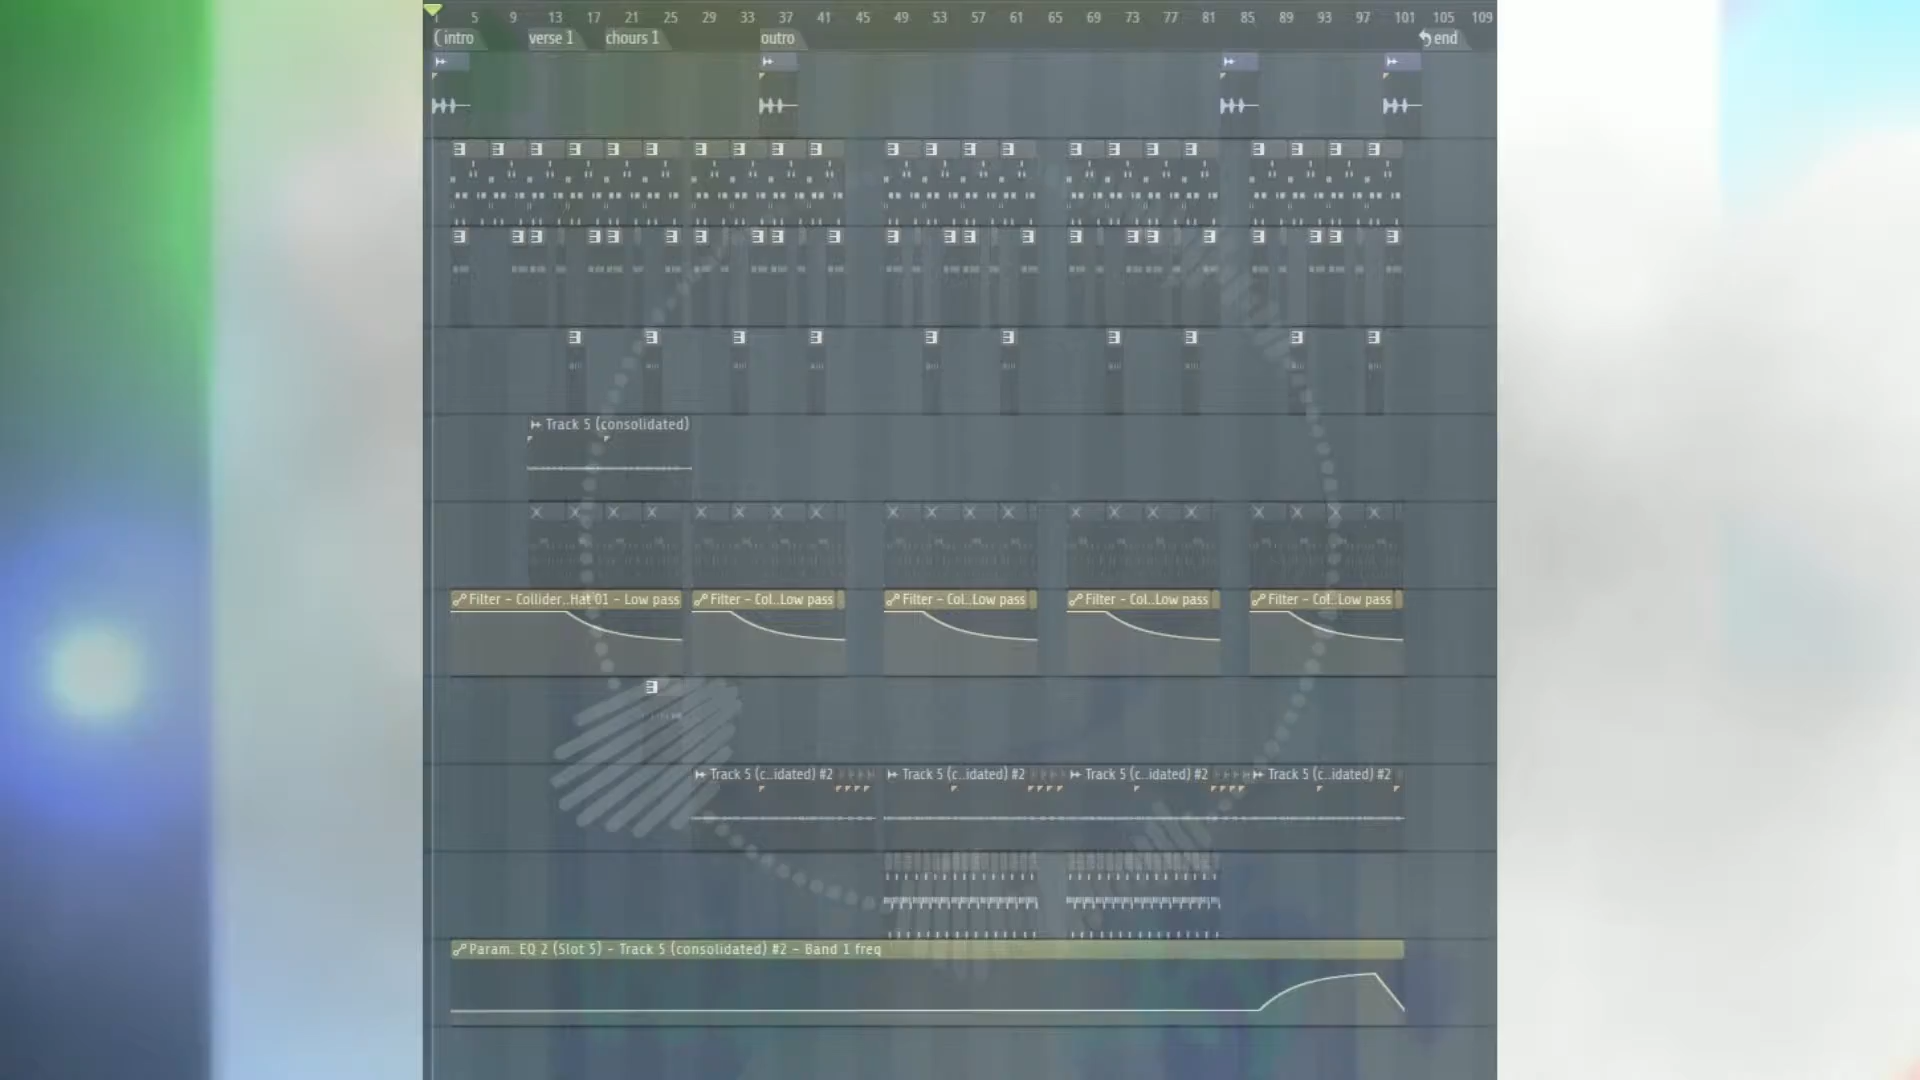 1 5 9 13 17 21 25 29 33 37 41 45 49 53 57 61 65 69 73 77 81 85 89 93 97 101 105 109
( intro verse 1 chours 1 outro end
Track 5 (consolidated)
Filter - Collider..Hat 01 - Low pass Filter - Col..Low pass Filter - Col..Low pass Filter - Col..Low pass Filter - Col..Low pass
Track 5 (c..idated) #2 Track 5 (c..idated) #2 Track 5 (c..idated) #2 Track 5 (c..idated) #2
Param. EQ 2 (Slot 5) - Track 5 (consolidated) #2 - Band 1 freq